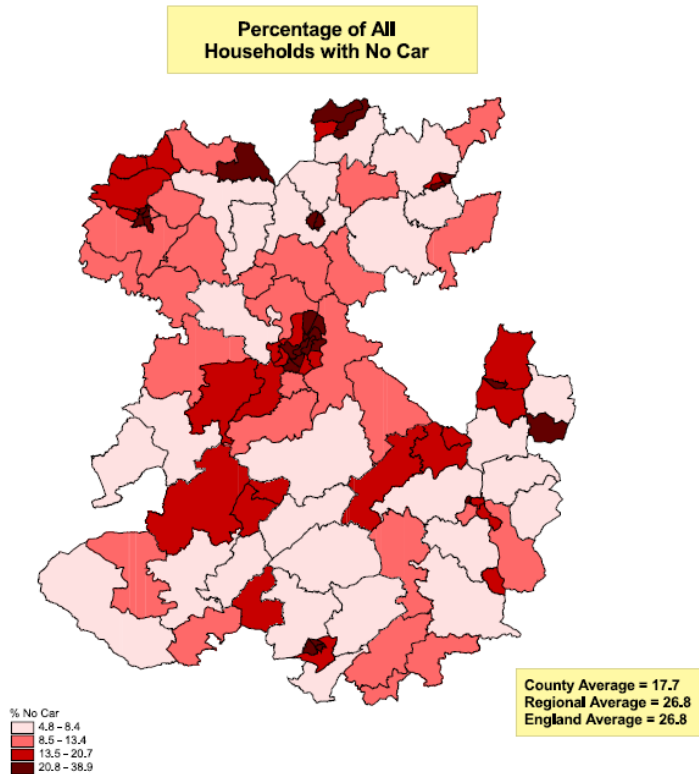 Percentage of All
Households with No Car
County Average = 17.7
Regional Average = 26.8
England Average = 26.8
% No Car
4.8 – 8.4
8.5 – 13.4
13.5 – 20.7
20.8 – 38.9